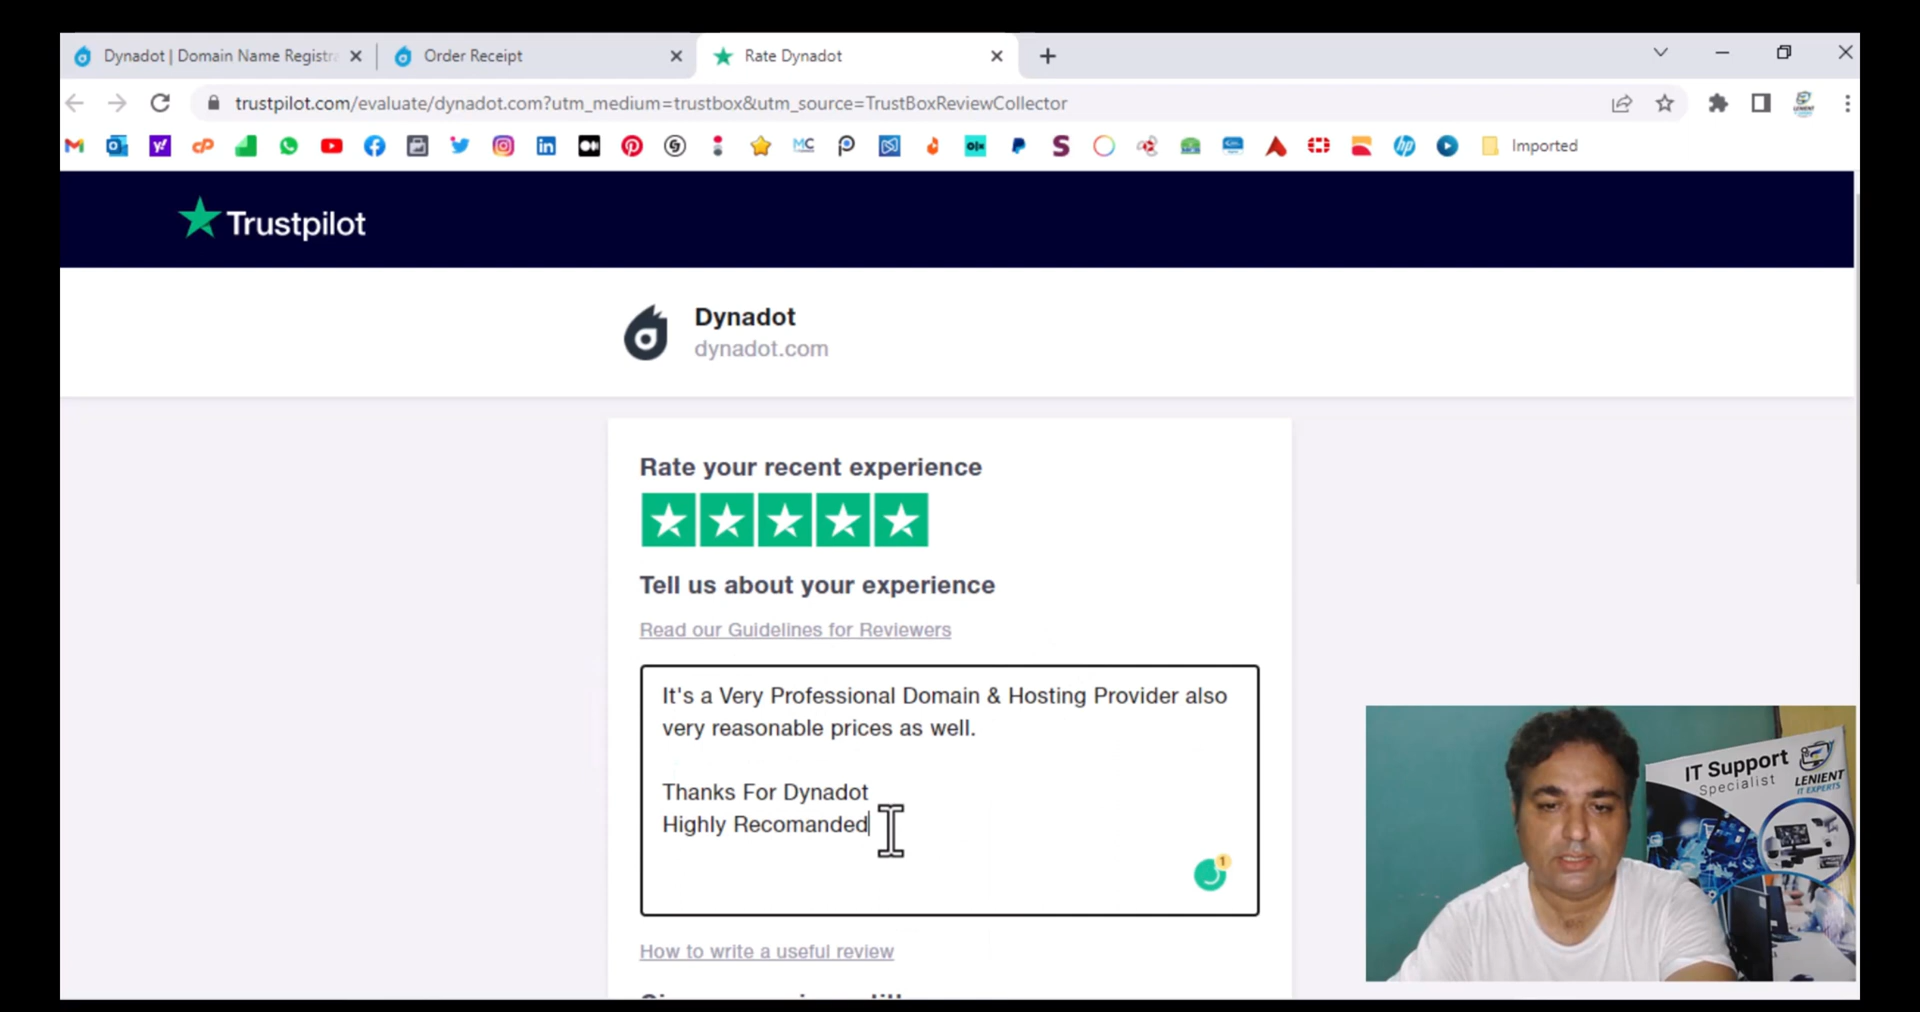 Dynadot | Domain Name Registr
Order Receipt
Rate Dynadot
trustpilot.com/evaluate/dynadot.com?utm_medium=trustbox&utm_source=TrustBoxReviewCollector
Imported
Trustpilot
Dynadot
dynadot.com
Rate your recent experience
Tell us about your experience
Read our Guidelines for Reviewers
It's a Very Professional Domain & Hosting Provider also
very reasonable prices as well.
Thanks For Dynadot
Highly Recomanded
1
How to write a useful review
IT Support
Specialist
LENIENT
IT EXPERTS